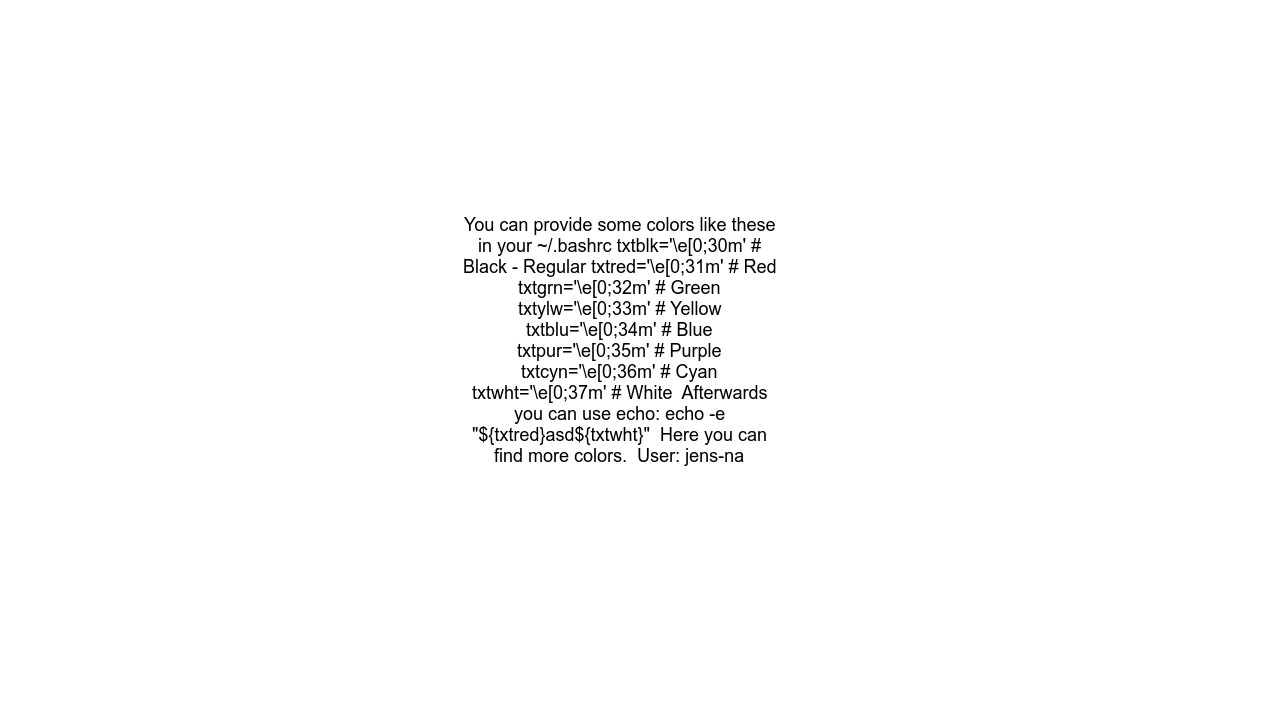 You can provide some colors like these
in your ~/.bashrc txtblk='\e[0;30m' #
Black - Regular txtred='\e[0;31m' # Red
txtgrn='\e[0;32m' # Green
txtylw='\e[0;33m' # Yellow
txtblu='\e[0;34m' # Blue
txtpur='\e[0;35m' # Purple
txtcyn='\e[0;36m' # Cyan
txtwht='\e[0;37m' # White  Afterwards
you can use echo: echo -e
"${txtred}asd${txtwht}"  Here you can
find more colors.  User: jens-na